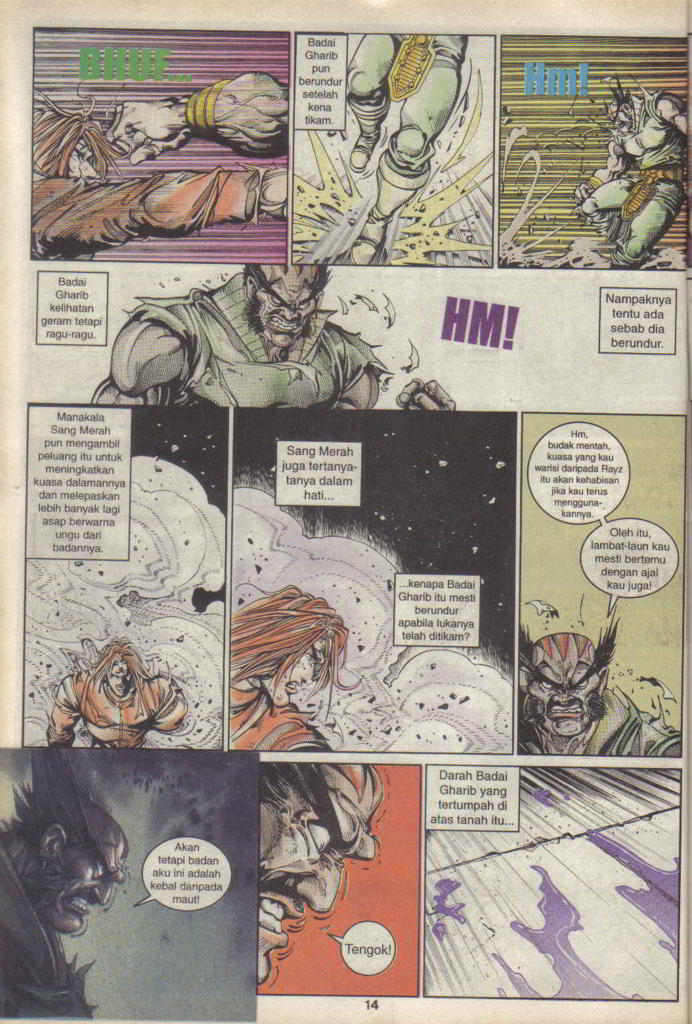 BHUF...
Badai
Gharib
pun
berundur
setelah
kena
tikam.
Hm!
Badai
Gharib
kelihatan
geram tetapi
ragu-ragu.
HM!
Nampaknya
tentu ada
sebab dia
berundur.
Manakala
Sang Merah
pun mengambil
peluang itu untuk
meningkatkan
kuasa dalamannya
dan melepaskan
lebih banyak lagi
asap berwarna
ungu dari
badannya.
Sang Merah
juga tertanya-
tanya dalam
hati...
...kenapa Badai
Gharib itu mesti
berundur
apabila lukanya
telah ditikam?
Hm,
budak mentah,
kuasa yang kau
warisi daripada Rayz
itu akan kehabisan
jika kau terus
mengguna-
kannya.
Oleh itu,
lambat-laun kau
mesti bertemu
dengan ajal
kau juga!
Akan
tetapi badan
aku ini adalah
kebal daripada
maut!
Tengok!
Darah Badai
Gharib yang
tertumpah di
atas tanah itu...
14